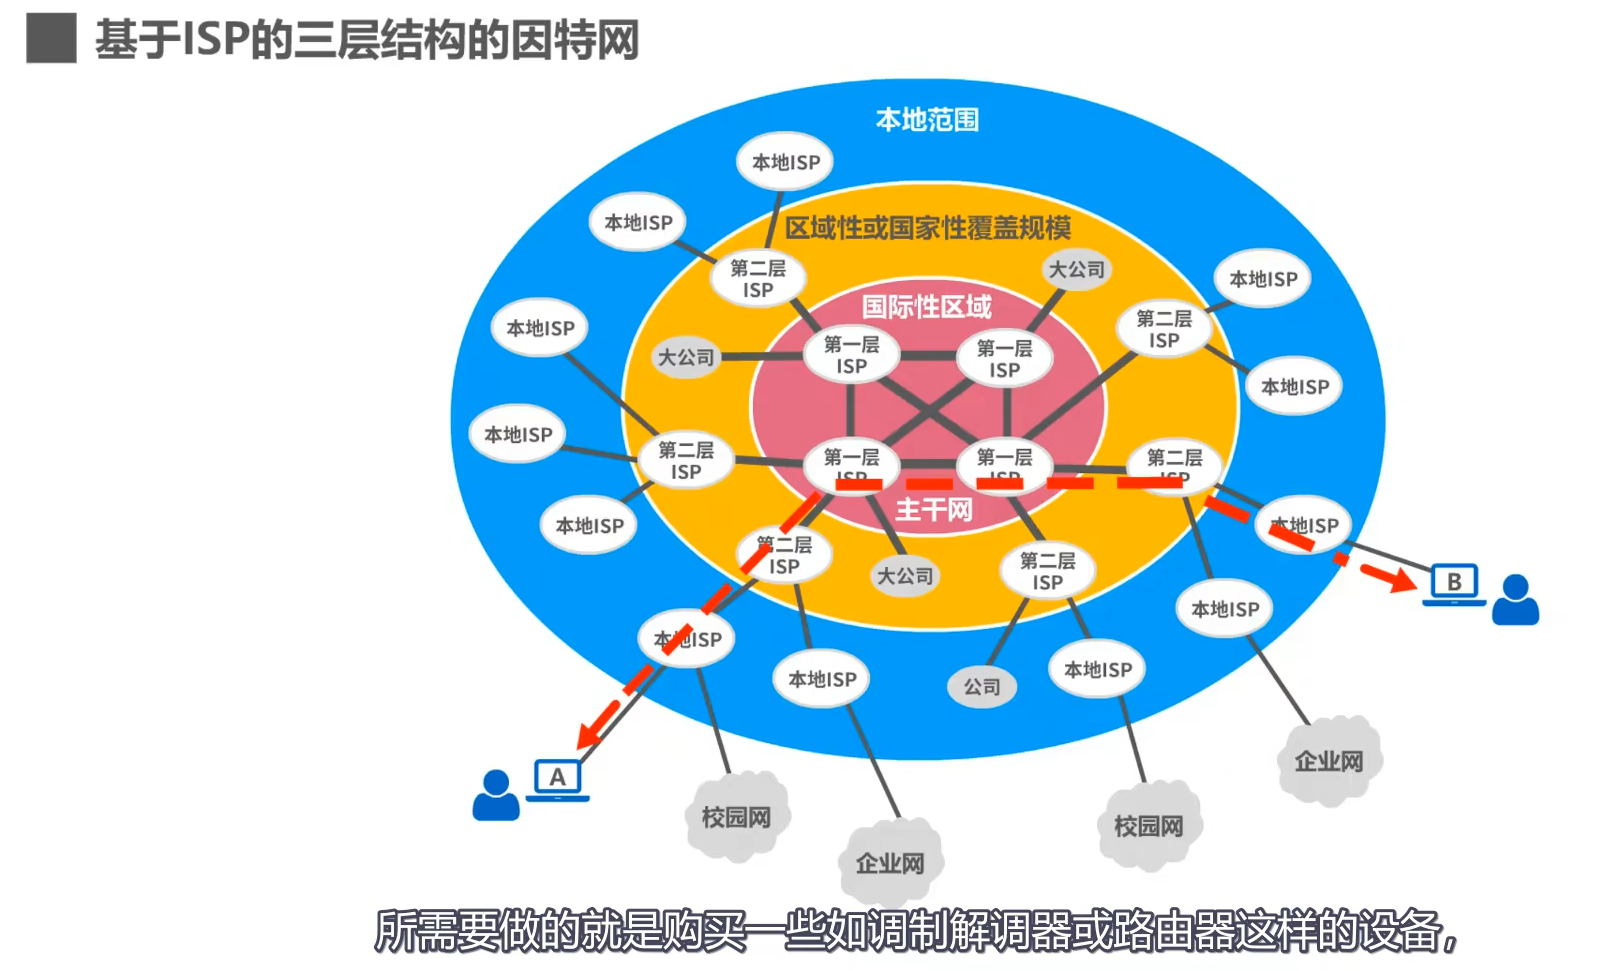 基于ISP的三层结构的因特网
本地范围
本地ISP
本地ISP
区域性或国家性覆盖规模
第二层
ISP
大公司
本地ISP
国际性区域
本地ISP
第二层
ISP
大公司
第一层
ISP
第一层
ISP
本地ISP
本地ISP
第二层
ISP
第一层
ISP
第一层
ISP
第二层
ISP
主干网
本地ISP
本地ISP
第二层
ISP
大公司
第二层
ISP
B
本地ISP
本地ISP
本地ISP
本地ISP
公司
A
校园网
企业网
校园网
企业网
所需要做的就是购买一些如调制解调器或路由器这样的设备，